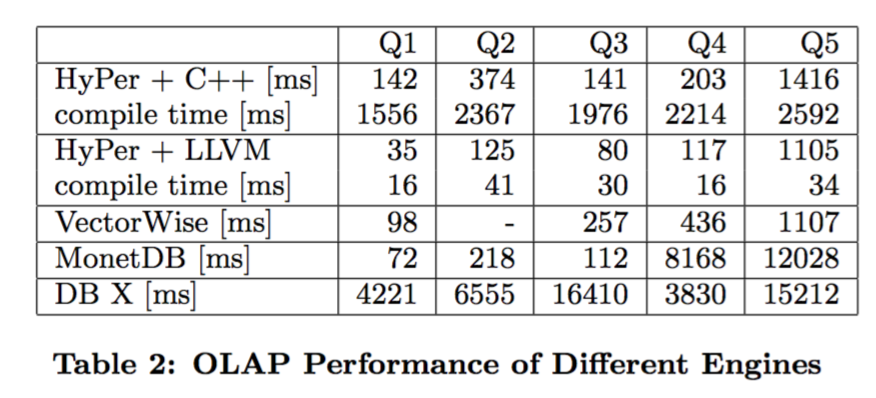 Q1 Q2 Q3 Q4 Q5
HyPer + C++ [ms] 142 374 141 203 1416
compile time [ms] 1556 2367 1976 2214 2592
HyPer + LLVM 35 125 80 117 1105
compile time [ms] 16 41 30 16 34
VectorWise [ms] 98 - 257 436 1107
MonetDB [ms] 72 218 112 8168 12028
DB X [ms] 4221 6555 16410 3830 15212
Table 2: OLAP Performance of Different Engines